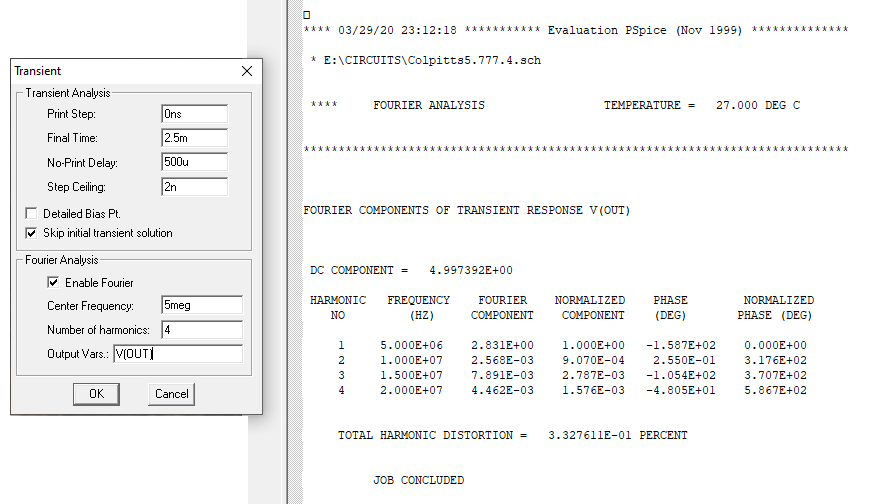 Transient
Transient Analysis
Print Step: 0ns
Final Time: 2.5m
No-Print Delay: 500u
Step Ceiling: 2n
Detailed Bias Pt.
Skip initial transient solution
Fourier Analysis
Enable Fourier
Center Frequency: 5meg
Number of harmonics: 4
Output Vars.: V(OUT)
OK Cancel
**** 03/29/20 23:12:18 *********** Evaluation PSpice (Nov 1999) **************
* E:\CIRCUITS\Colpitts5.777.4.sch
**** FOURIER ANALYSIS TEMPERATURE = 27.000 DEG C
******************************************************************************
FOURIER COMPONENTS OF TRANSIENT RESPONSE V(OUT)
DC COMPONENT = 4.997392E+00
HARMONIC FREQUENCY FOURIER NORMALIZED PHASE NORMALIZED
NO (HZ) COMPONENT COMPONENT (DEG) PHASE (DEG)
1 5.000E+06 2.831E+00 1.000E+00 -1.587E+02 0.000E+00
2 1.000E+07 2.568E-03 9.070E-04 2.550E-01 3.176E+02
3 1.500E+07 7.891E-03 2.787E-03 -1.054E+02 3.707E+02
4 2.000E+07 4.462E-03 1.576E-03 -4.805E+01 5.867E+02
TOTAL HARMONIC DISTORTION = 3.327611E-01 PERCENT
JOB CONCLUDED